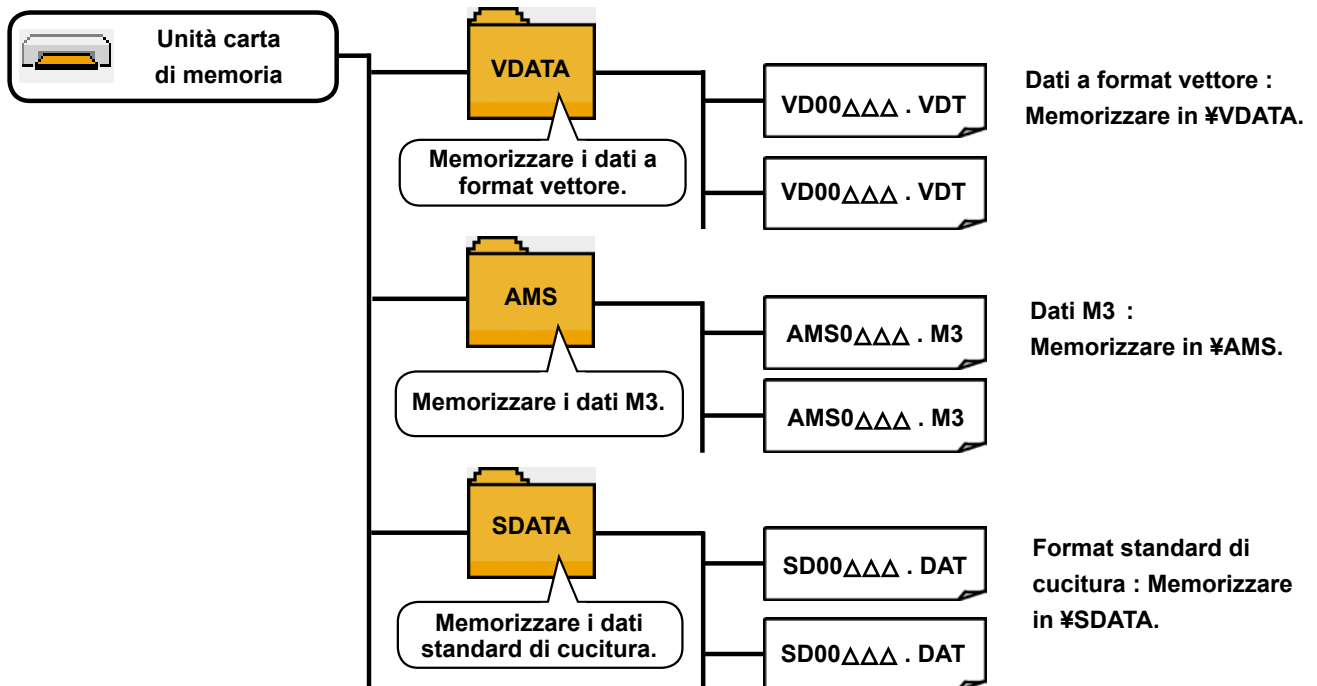 Unità carta
di memoria
VDATA
Memorizzare i dati a
format vettore.
VD00△△△ . VDT
VD00△△△ . VDT
Dati a format vettore :
Memorizzare in ¥VDATA.
AMS
Memorizzare i dati M3.
AMS0△△△ . M3
AMS0△△△ . M3
Dati M3 :
Memorizzare in ¥AMS.
SDATA
Memorizzare i dati
standard di cucitura.
SD00△△△ . DAT
SD00△△△ . DAT
Format standard di
cucitura : Memorizzare
in ¥SDATA.